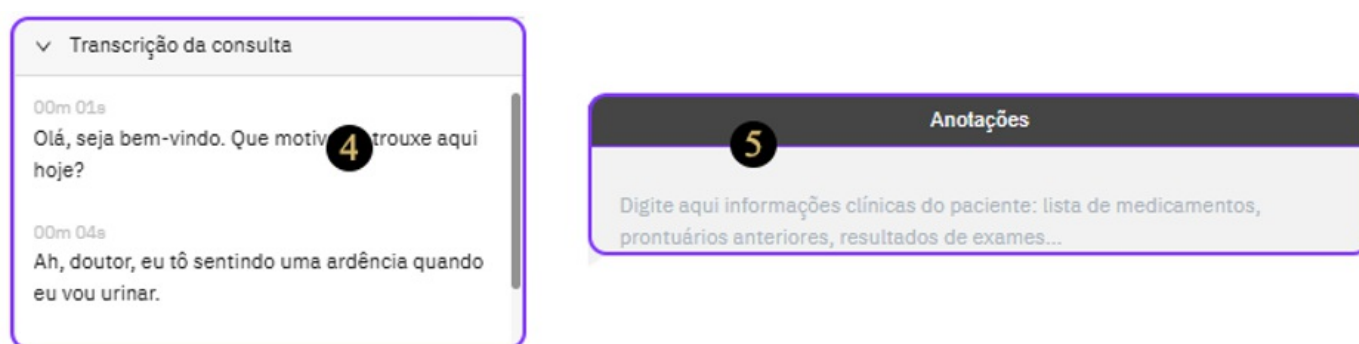 Transcrição da consulta
00m 01s
Olá, seja bem-vindo. Que motiv trouxe aqui
hoje?
4
00m 04s
Ah, doutor, eu tô sentindo uma ardência quando
eu vou urinar.
Anotações
5
Digite aqui informações clínicas do paciente: lista de medicamentos,
prontuários anteriores, resultados de exames...